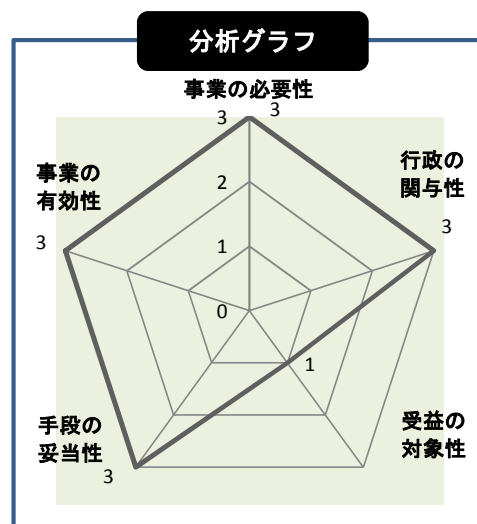 分析グラフ
事業の必要性
3
3
行政の
関与性
3
事業の
有効性
3
2
1
0
1
受益の
対象性
手段の
妥当性
3